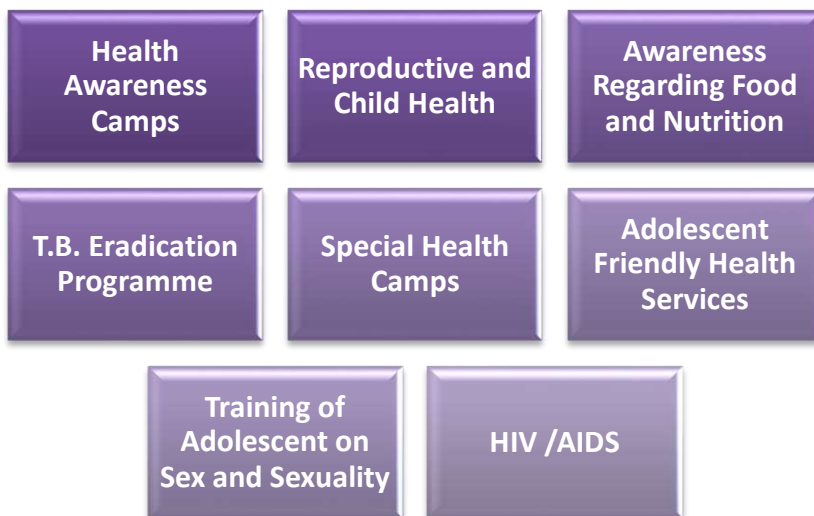 Health
Awareness
Camps
Reproductive and
Child Health
Awareness
Regarding Food
and Nutrition
T.B. Eradication
Programme
Special Health
Camps
Adolescent
Friendly Health
Services
Training of
Adolescent on
Sex and Sexuality
HIV /AIDS